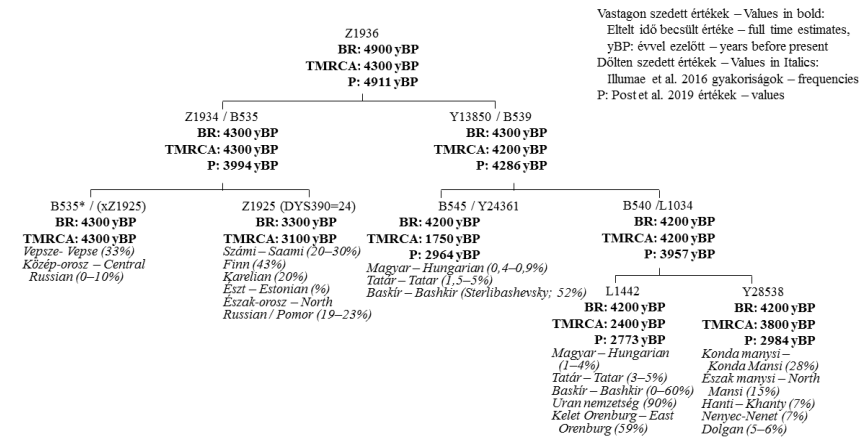 Vastagon szedett értékek – Values in bold:
Eltelt idő becsült értéke – full time estimates,
yBP: évvel ezelőtt – years before present
Dőlten szedett értékek – Values in Italics:
Illumae et al. 2016 gyakoriságok – frequencies
P: Post et al. 2019 értékek – values
Z1936
BR: 4900 yBP
TMRCA: 4300 yBP
P: 4911 yBP
Z1934 / B535
BR: 4300 yBP
TMRCA: 4300 yBP
P: 3994 yBP
Y13850 / B539
BR: 4300 yBP
TMRCA: 4200 yBP
P: 4286 yBP
B535* / (xZ1925)
BR: 4300 yBP
TMRCA: 4300 yBP
Vepsze- Vepse (33%)
Közép-orosz – Central
Russian (0–10%)
Z1925 (DYS390=24)
BR: 3300 yBP
TMRCA: 3100 yBP
Számi – Saami (20–30%)
Finn (43%)
Karelian (20%)
Észt – Estonian (%)
Észak-orosz – North
Russian / Pomor (19–23%)
B545 / Y24361
BR: 4200 yBP
TMRCA: 1750 yBP
P: 2964 yBP
Magyar – Hungarian (0,4–0,9%)
Tatár – Tatar (1,5–5%)
Baskír – Bashkir (Sterlibashevsky; 52%)
B540 /L1034
BR: 4200 yBP
TMRCA: 4200 yBP
P: 3957 yBP
L1442
BR: 4200 yBP
TMRCA: 2400 yBP
P: 2773 yBP
Magyar – Hungarian
(1–4%)
Tatár – Tatar (3–5%)
Baskír – Bashkir (0–60%)
Uran nemzetség (90%)
Kelet Orenburg – East
Orenburg (59%)
Y28538
BR: 4200 yBP
TMRCA: 3800 yBP
P: 2984 yBP
Konda manysi –
Konda Mansi (28%)
Észak manysi – North
Mansi (15%)
Hanti – Khanty (7%)
Nenyec-Nenet (7%)
Dolgan (5–6%)